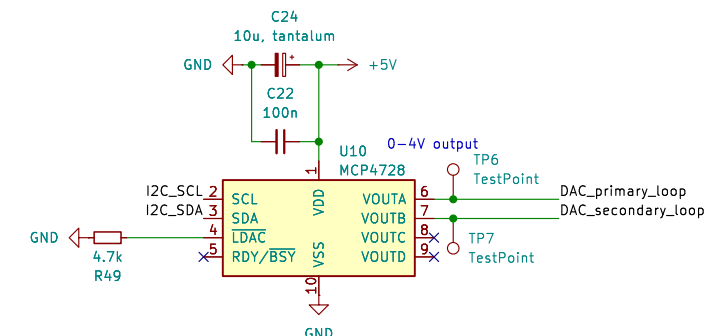 C24
10u, tantalum
GND
+
+5V
C22
100n
U10
MCP4728
0-4V output
TP6
TestPoint
1
VDD
I2C_SCL 2 SCL VOUTA 6 DAC_primary_loop
I2C_SDA 3 SDA VOUTB 7 DAC_secondary_loop
GND 4 LDAC VOUTC 8 TP7
4.7k 5 RDY/BSY VSS VOUTD 9 TestPoint
R49
10
GND